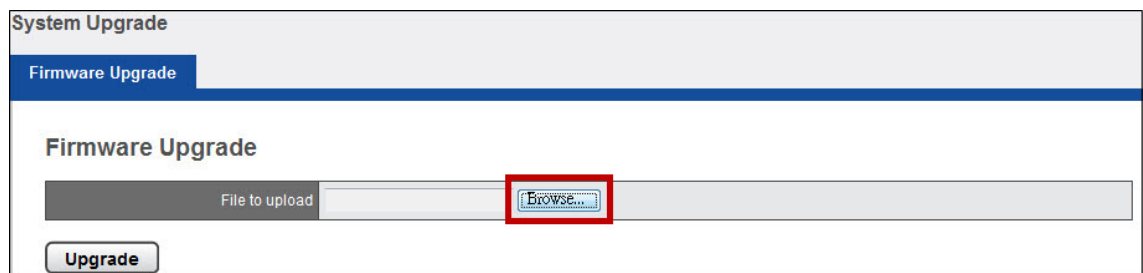 System Upgrade
Firmware Upgrade
Firmware Upgrade
File to upload Browse...
Upgrade